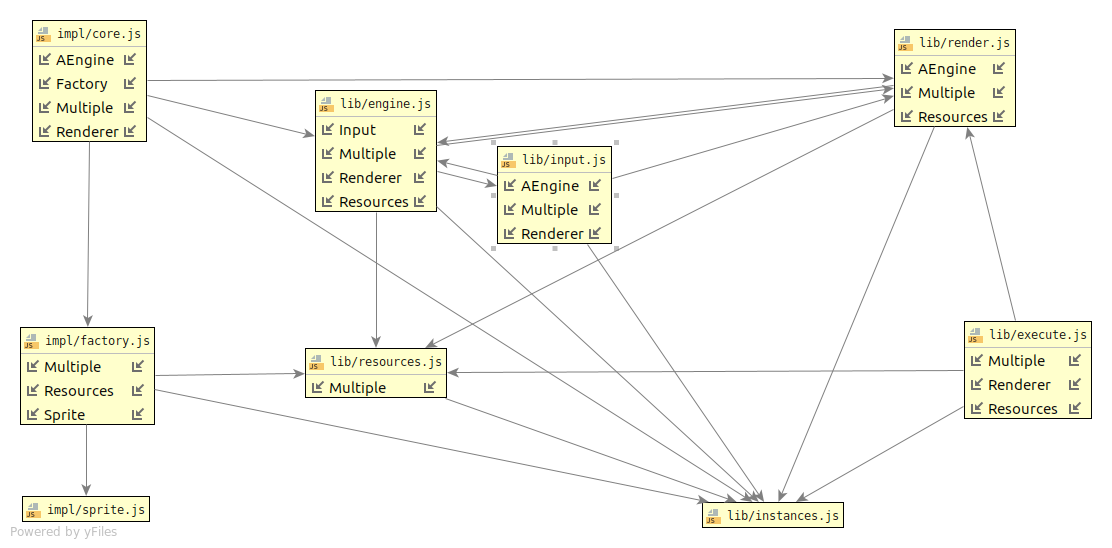 impl/core.js
AEngine
Factory
Multiple
Renderer
lib/render.js
AEngine
Multiple
Resources
lib/engine.js
Input
Multiple
Renderer
Resources
lib/input.js
AEngine
Multiple
Renderer
impl/factory.js
Multiple
Resources
Sprite
lib/resources.js
Multiple
lib/execute.js
Multiple
Renderer
Resources
impl/sprite.js
lib/instances.js
Powered by yFiles